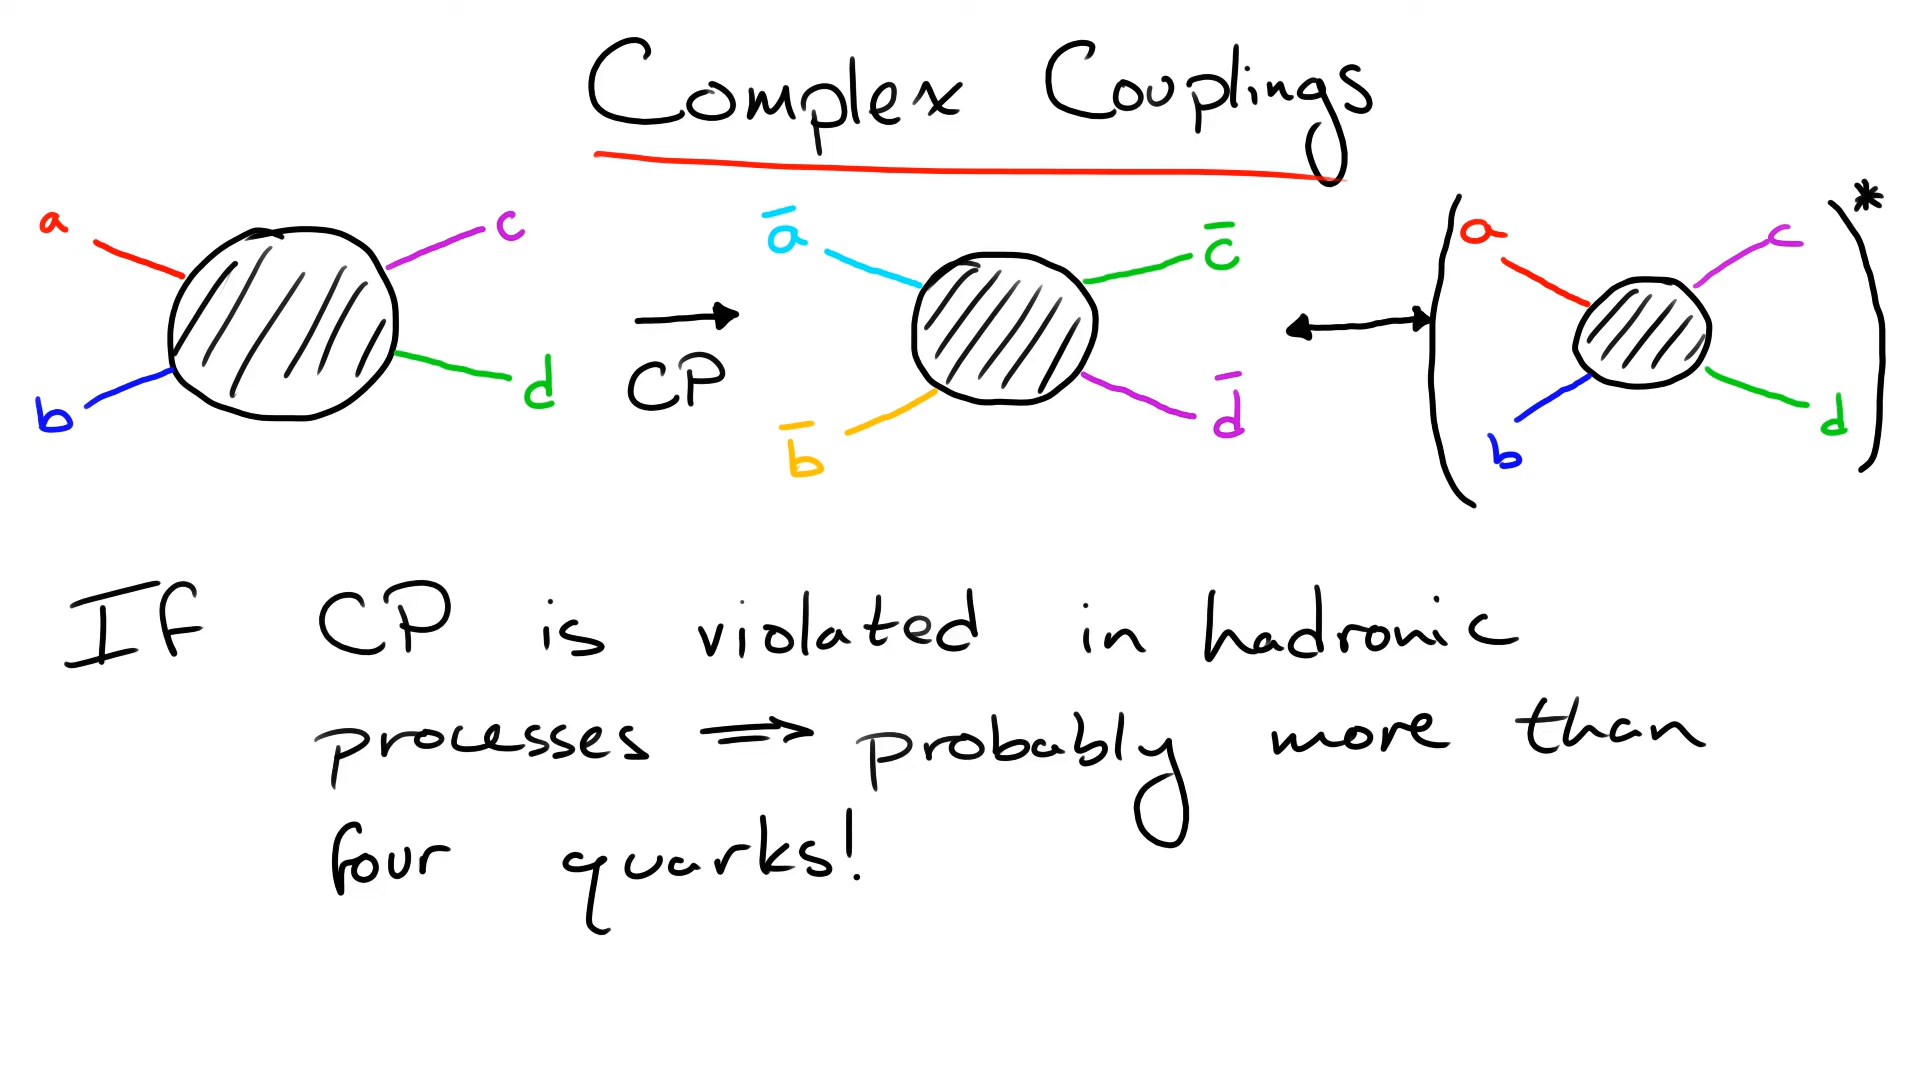 Complex Couplings
a c
b d
CP
a̅ c̅
b̅ d̅
a c *
b d
If CP is violated in hadronic
processes ⟹ probably more than
four quarks!